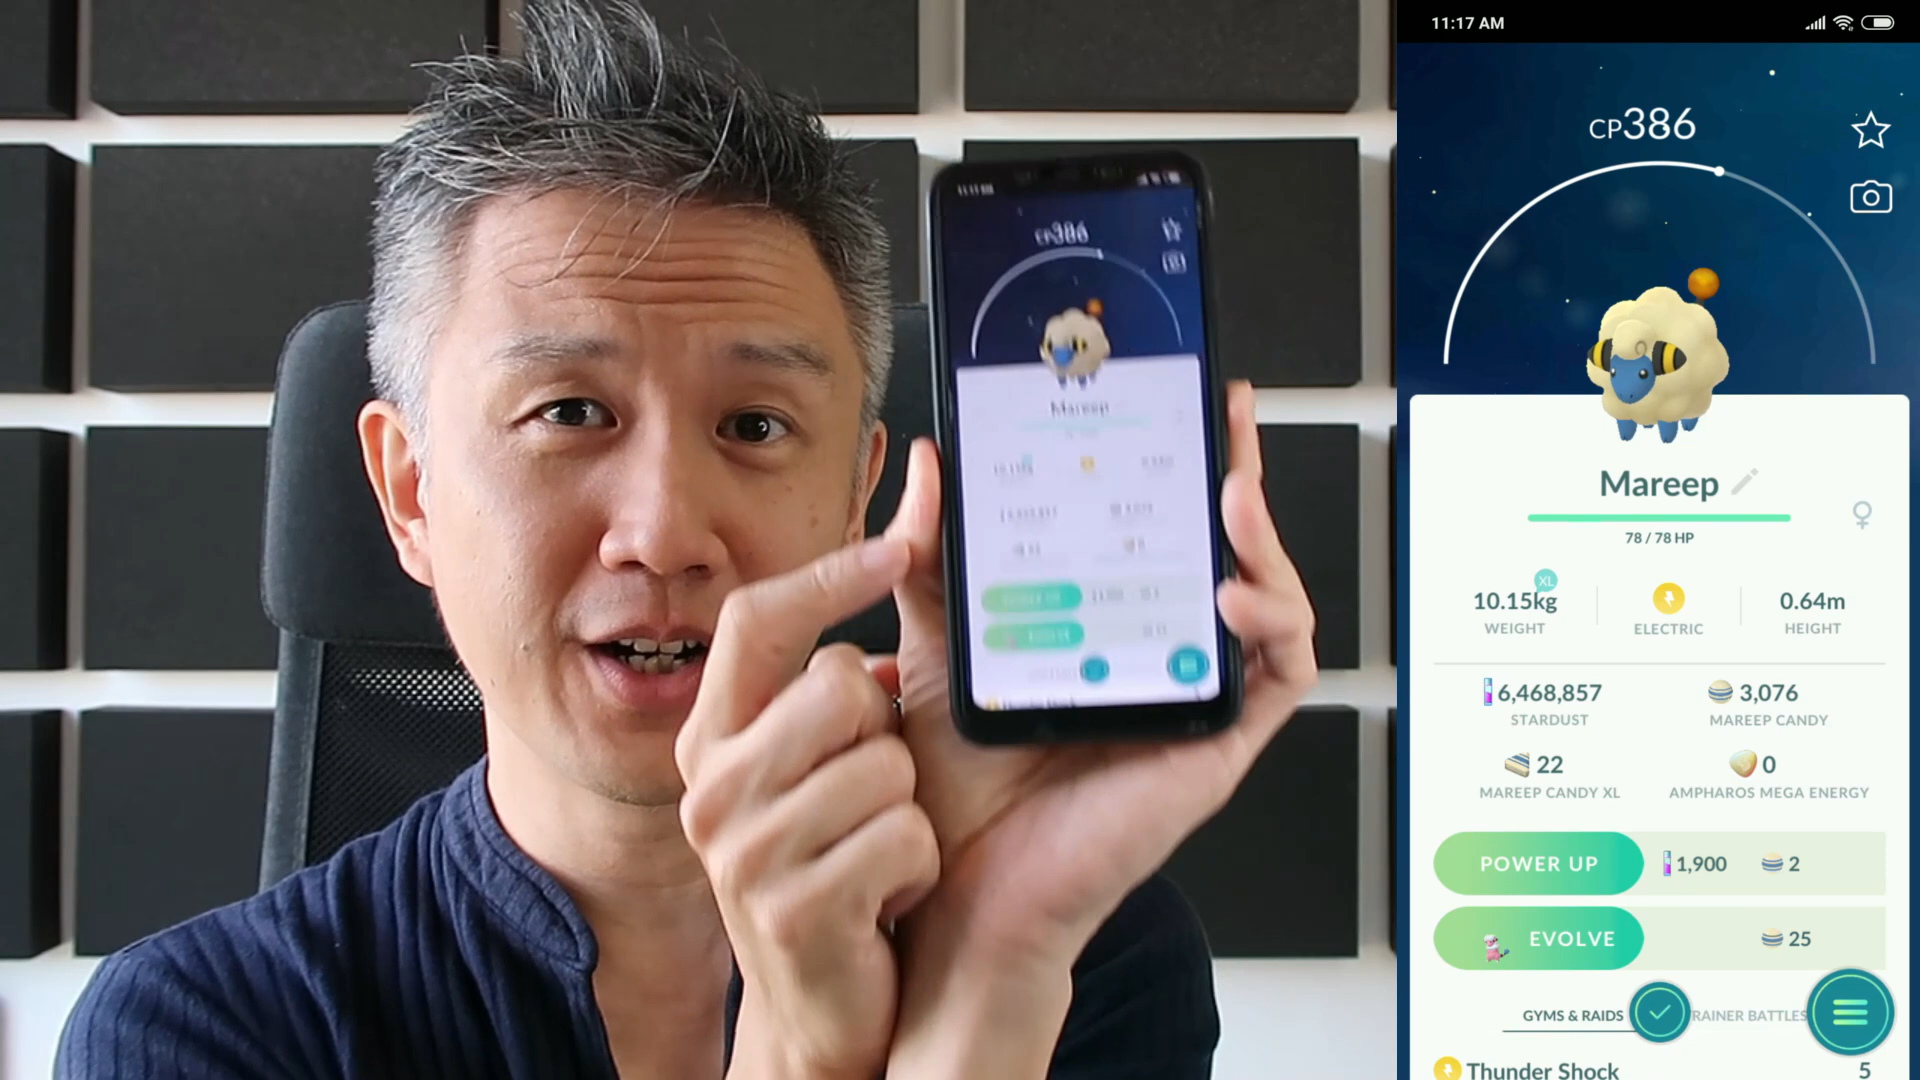 11:17 AM
CP386
Mareep
78 / 78 HP
XL
10.15kg
WEIGHT
ELECTRIC
0.64m
HEIGHT
6,468,857
STARDUST
3,076
MAREEP CANDY
22
MAREEP CANDY XL
0
AMPHAROS MEGA ENERGY
POWER UP
1,900
2
EVOLVE
25
GYMS & RAIDS
RAINER BATTLES
Thunder Shock
5
CP386
Mareep